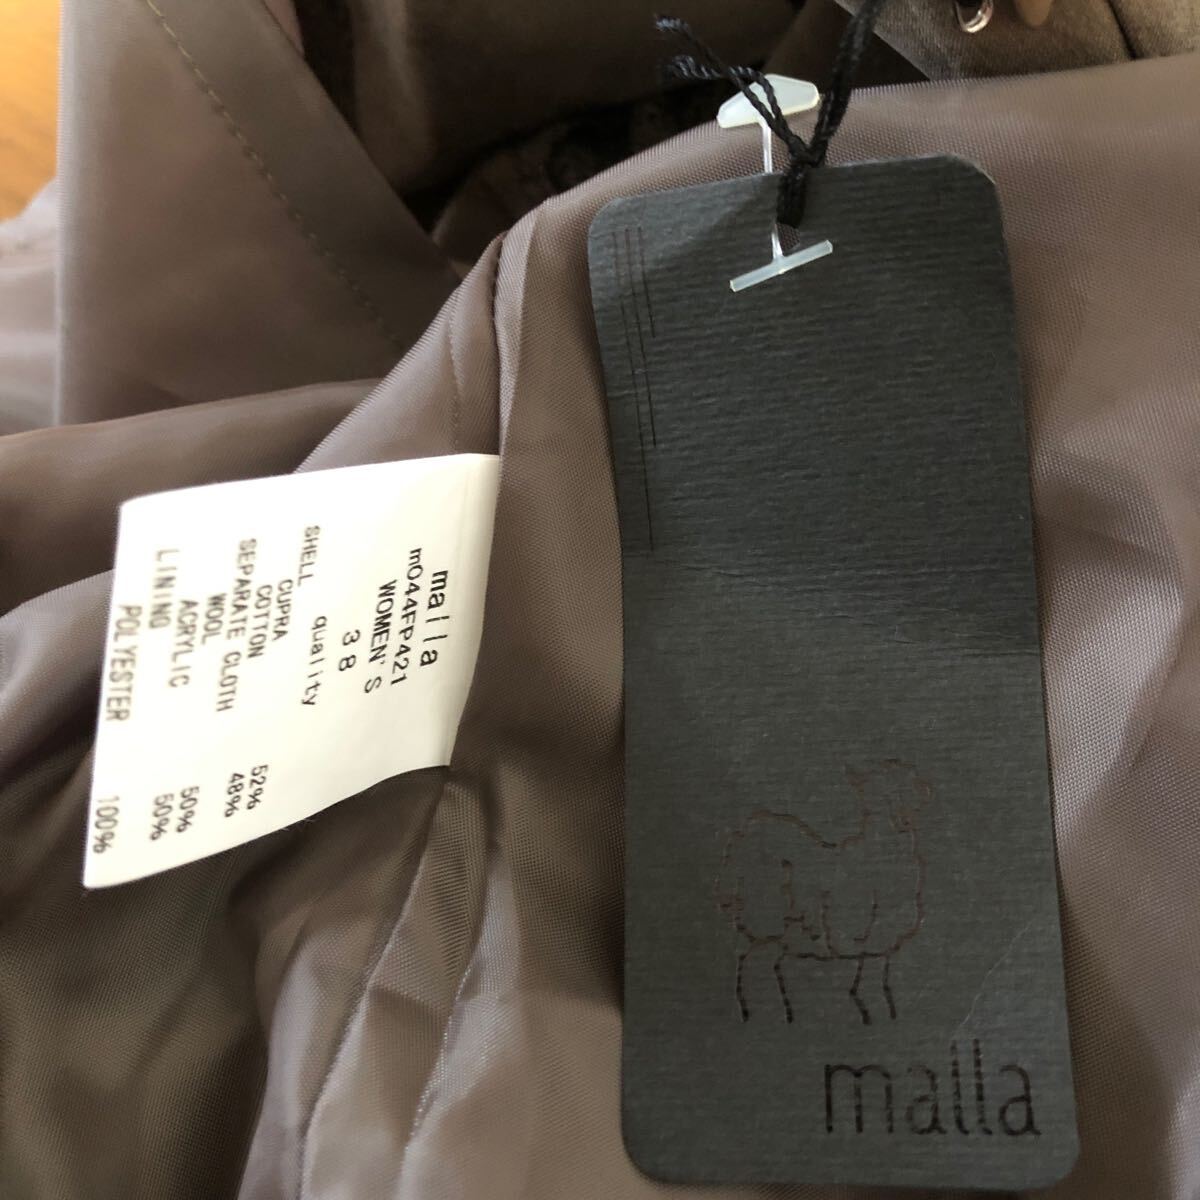 malla
m044FP421
WOMEN'S
38
quality
SHELL
CUPRA 52%
COTTON 48%
SEPARATE CLOTH
WOOL 50%
ACRYLIC 50%
LINING
POLYESTER 100%
malla